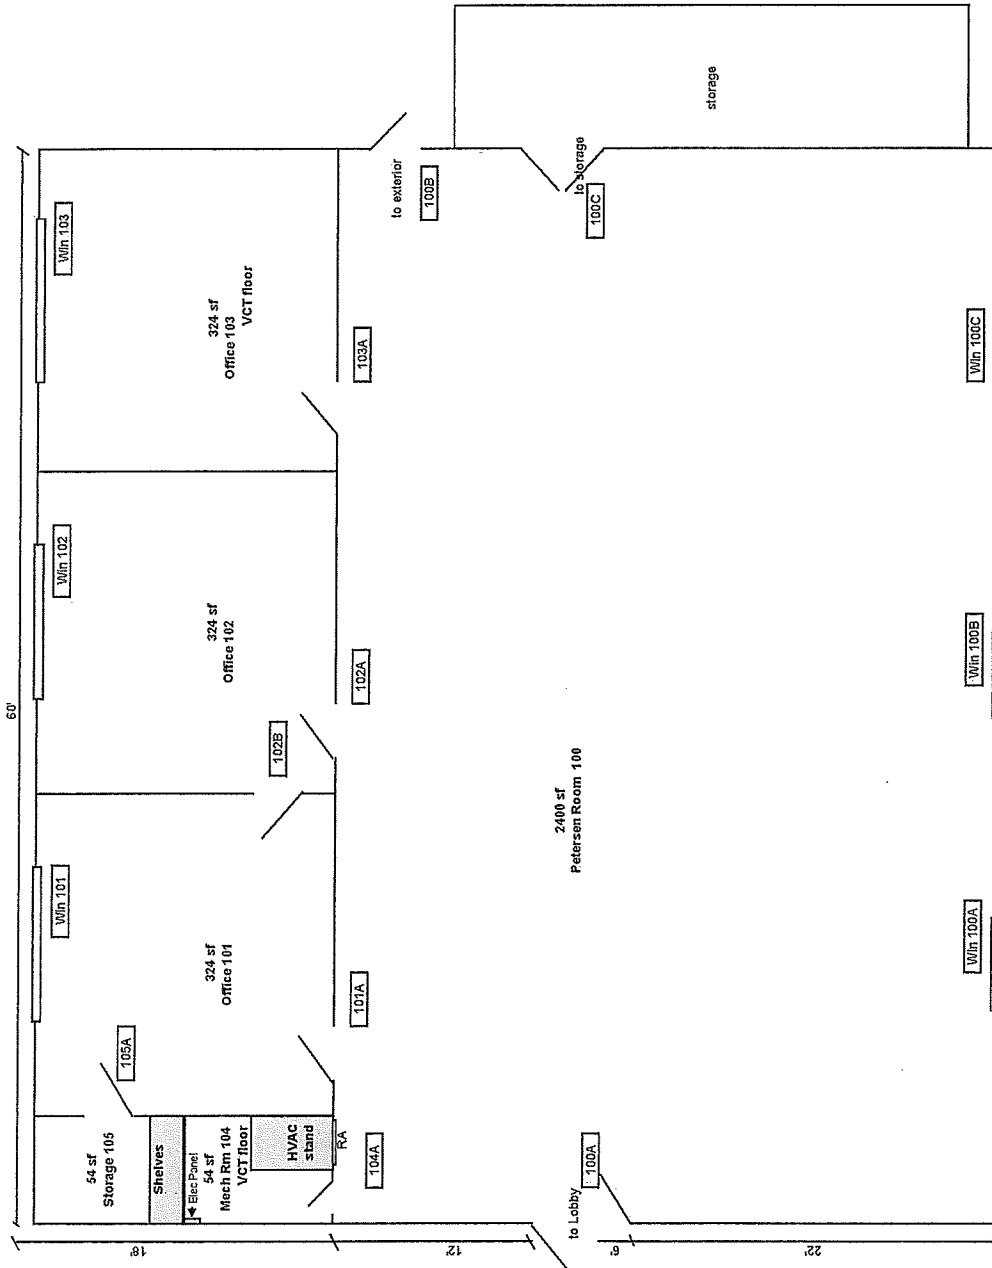 60'
Win 101
Win 102
Win 103
54 sf
Storage 105
Shelves
Elec Panel
54 sf
Mech Rm 104
VCT floor
HVAC
stand
RA
105A
324 sf
Office 101
102B
324 sf
Office 102
324 sf
Office 103
VCT floor
104A
101A
102A
103A
to exterior
100B
to Lobby
100A
2400 sf
Petersen Room 100
to storage
100C
storage
Win 100A
Win 100B
Win 100C
18'
12'
6'
22'